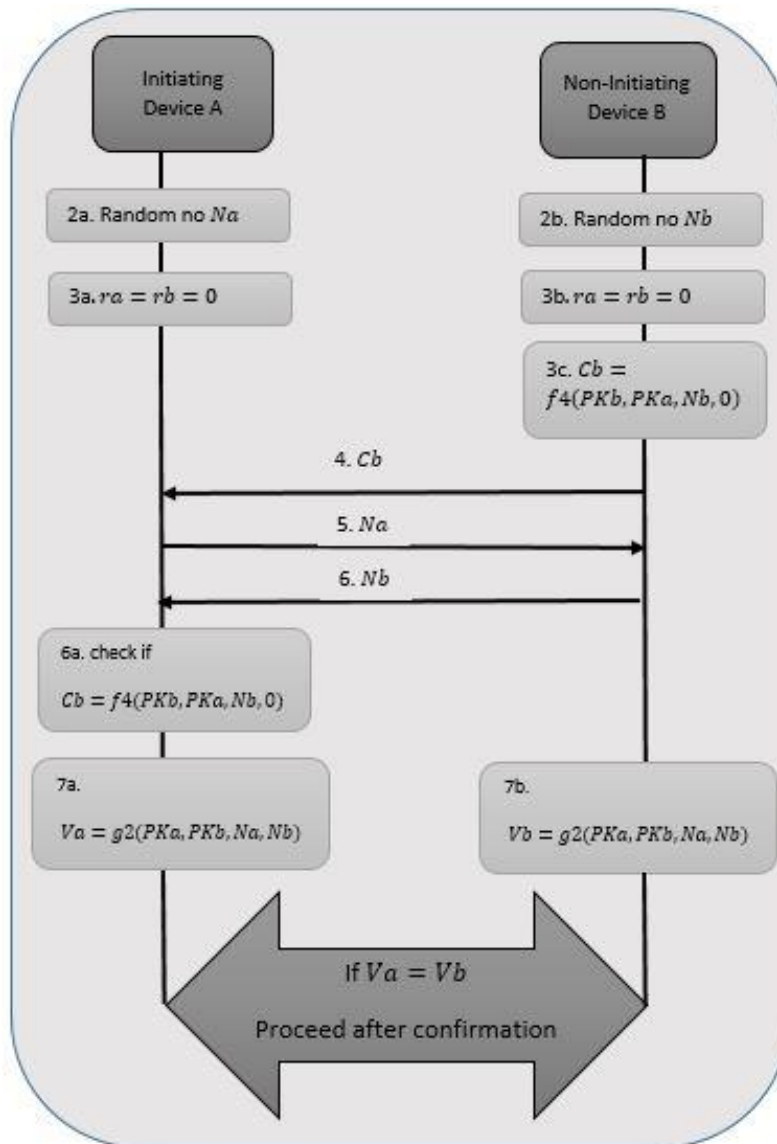 Initiating
Device A
Non-Initiating
Device B
2a. Random no Na
2b. Random no Nb
3a. ra = rb = 0
3b. ra = rb = 0
3c. Cb =
f4(PKb, PKa, Nb, 0)
4. Cb
5. Na
6. Nb
6a. check if
Cb = f4(PKb, PKa, Nb, 0)
7a.
Va = g2(PKa, PKb, Na, Nb)
7b.
Vb = g2(PKa, PKb, Na, Nb)
If Va = Vb
Proceed after confirmation